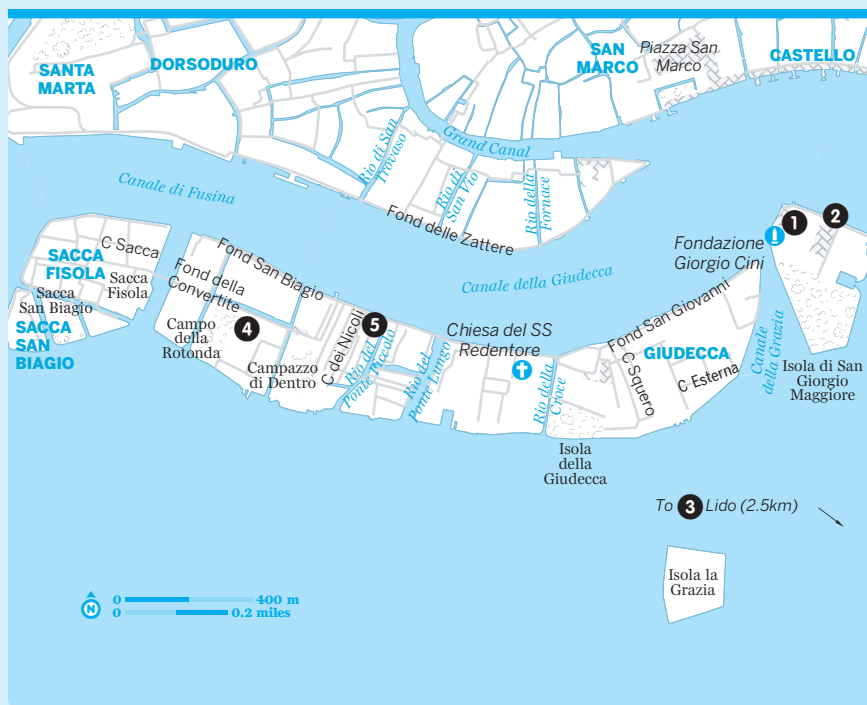 SANTA
MARTA
DORSODURO
SAN
MARCO
Piazza San
Marco
CASTELLO
Grand Canal
Rio di San
Trovaso
Rio di
San Vio
Rio della
Fornace
Canale di Fusina
Fond delle Zattere
1
2
Fondazione
Giorgio Cini
Canale della Giudecca
C Sacca
SACCA
FISOLA
Sacca
Fisola
Sacca
San Biagio
SACCA
SAN
BIAGIO
Fond San Biagio
Fond della
Convertite
Campo
della
Rotonda
4
Campazzo
di Dentro
C dei Nicoli
5
Rio del
Ponte Piccolo
Rio del
Ponte Lungo
Chiesa del SS
Redentore
Rio della
Croce
Fond San Giovanni
C Squero
GIUDECCA
C Esterna
Canale
della Grazia
Isola di San
Giorgio
Maggiore
Isola
della
Giudecca
To 3 Lido (2.5km)
Isola la
Grazia
N
0 400 m
0 0.2 miles